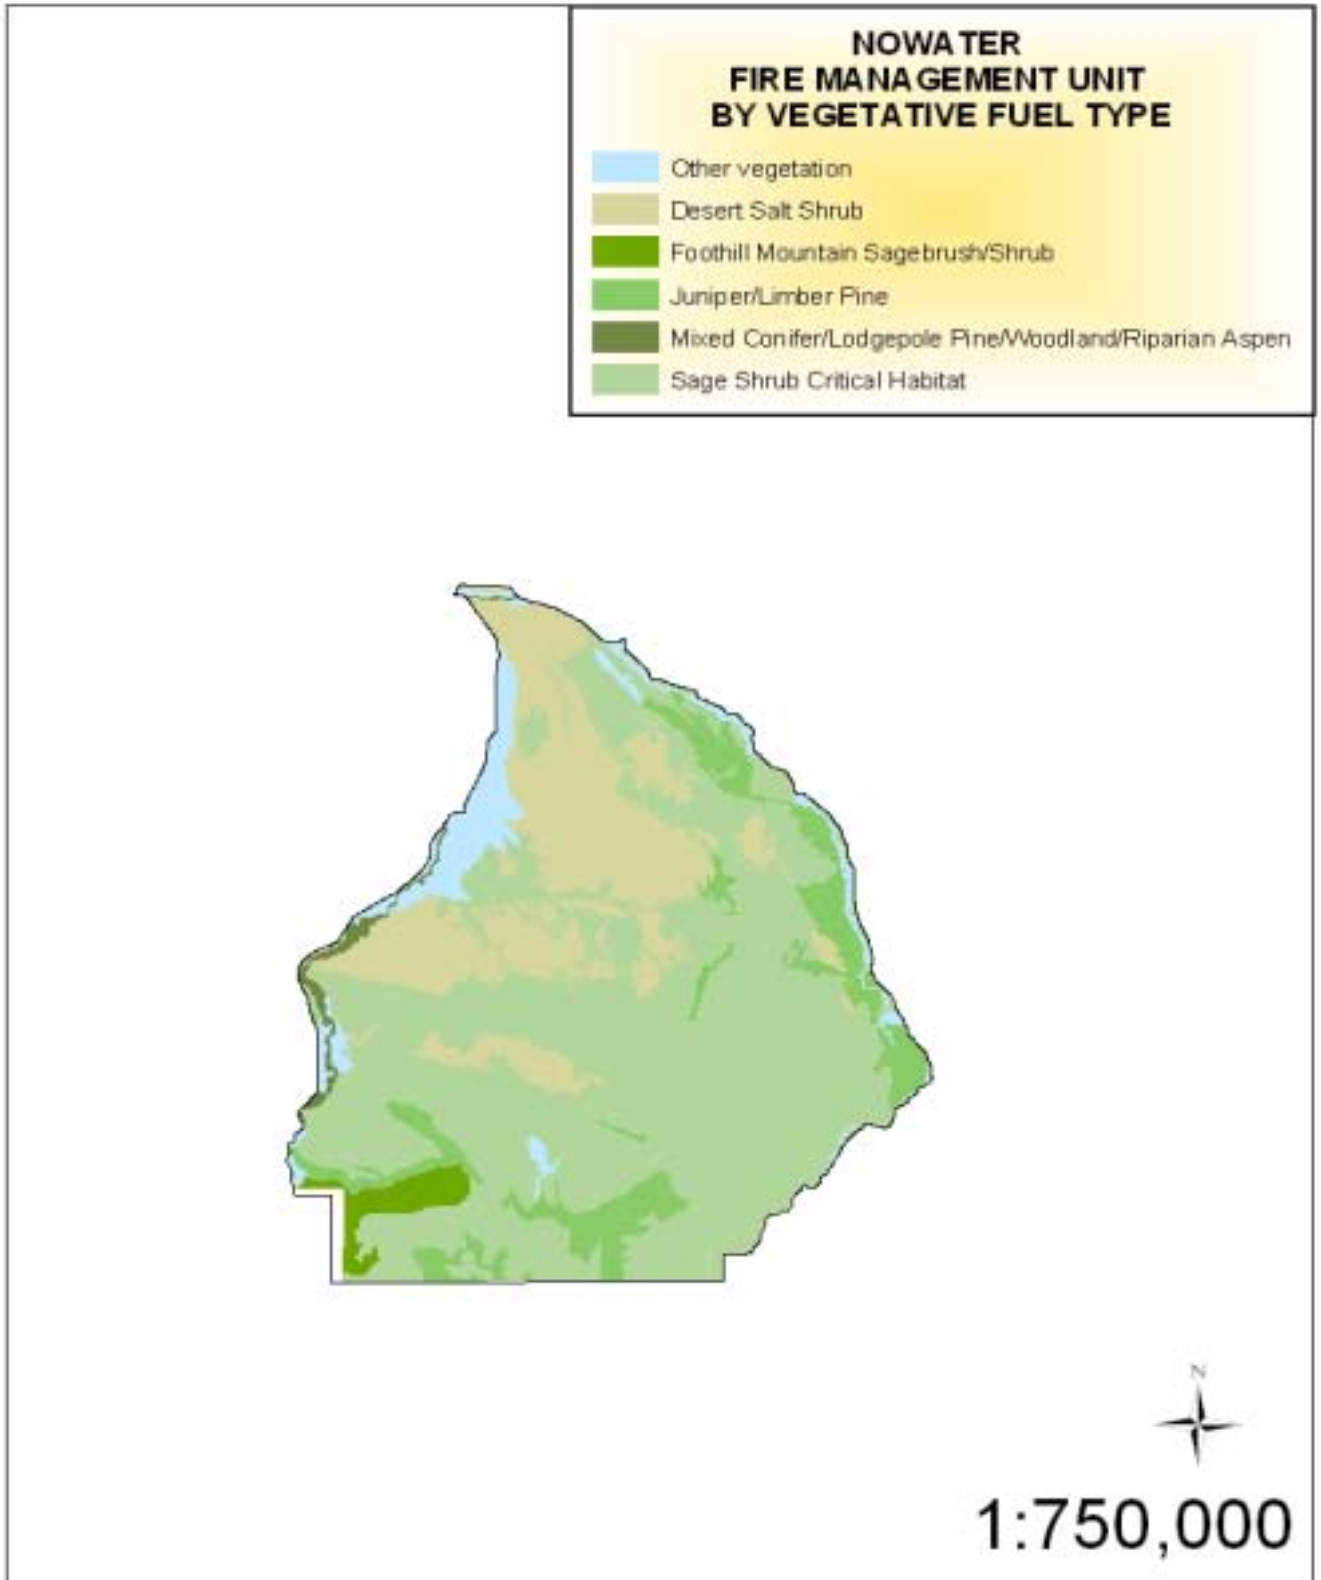 NOWATER
FIRE MANAGEMENT UNIT
BY VEGETATIVE FUEL TYPE
Other vegetation
Desert Salt Shrub
Foothill Mountain Sagebrush/Shrub
Juniper/Limber Pine
Mixed Conifer/Lodgepole Pine/Woodland/Riparian Aspen
Sage Shrub Critical Habitat
N
1:750,000